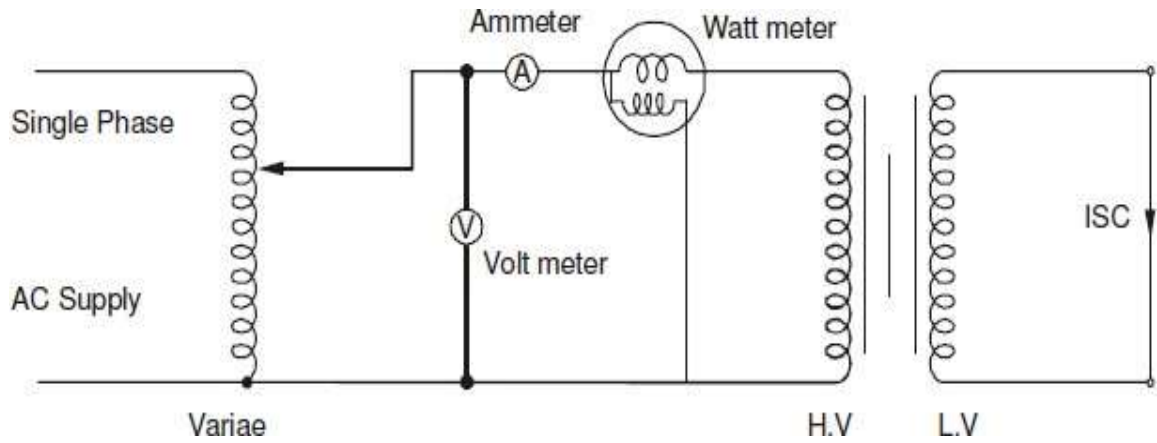 Ammeter
Watt meter
Single Phase
A
ISC
V
Volt meter
AC Supply
Variae
H.V
L.V